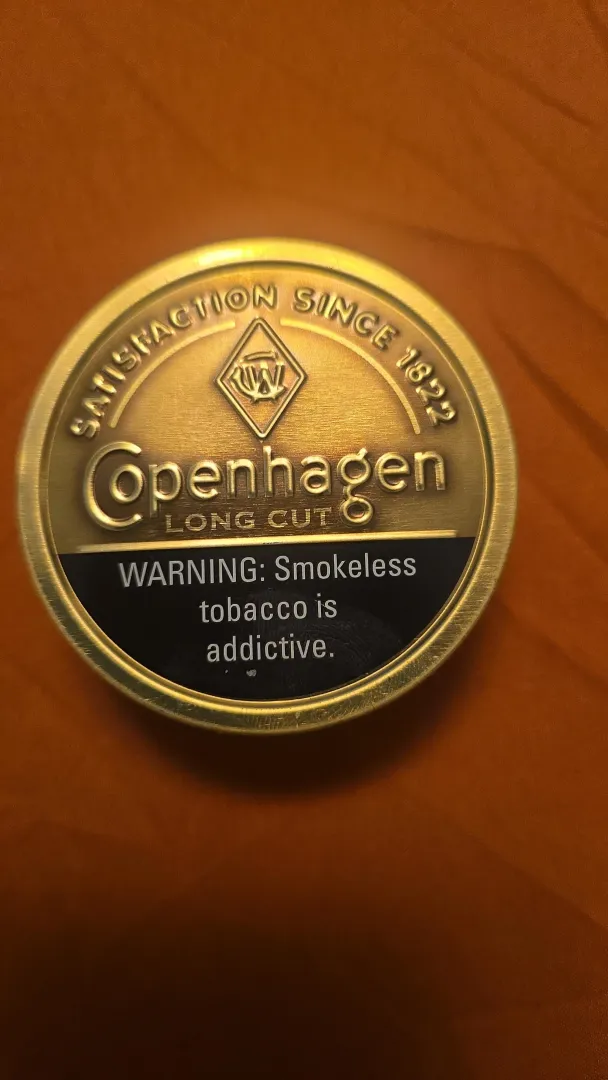 SATISFACTION SINCE 1822
Copenhagen
LONG CUT
WARNING: Smokeless
tobacco is
addictive.